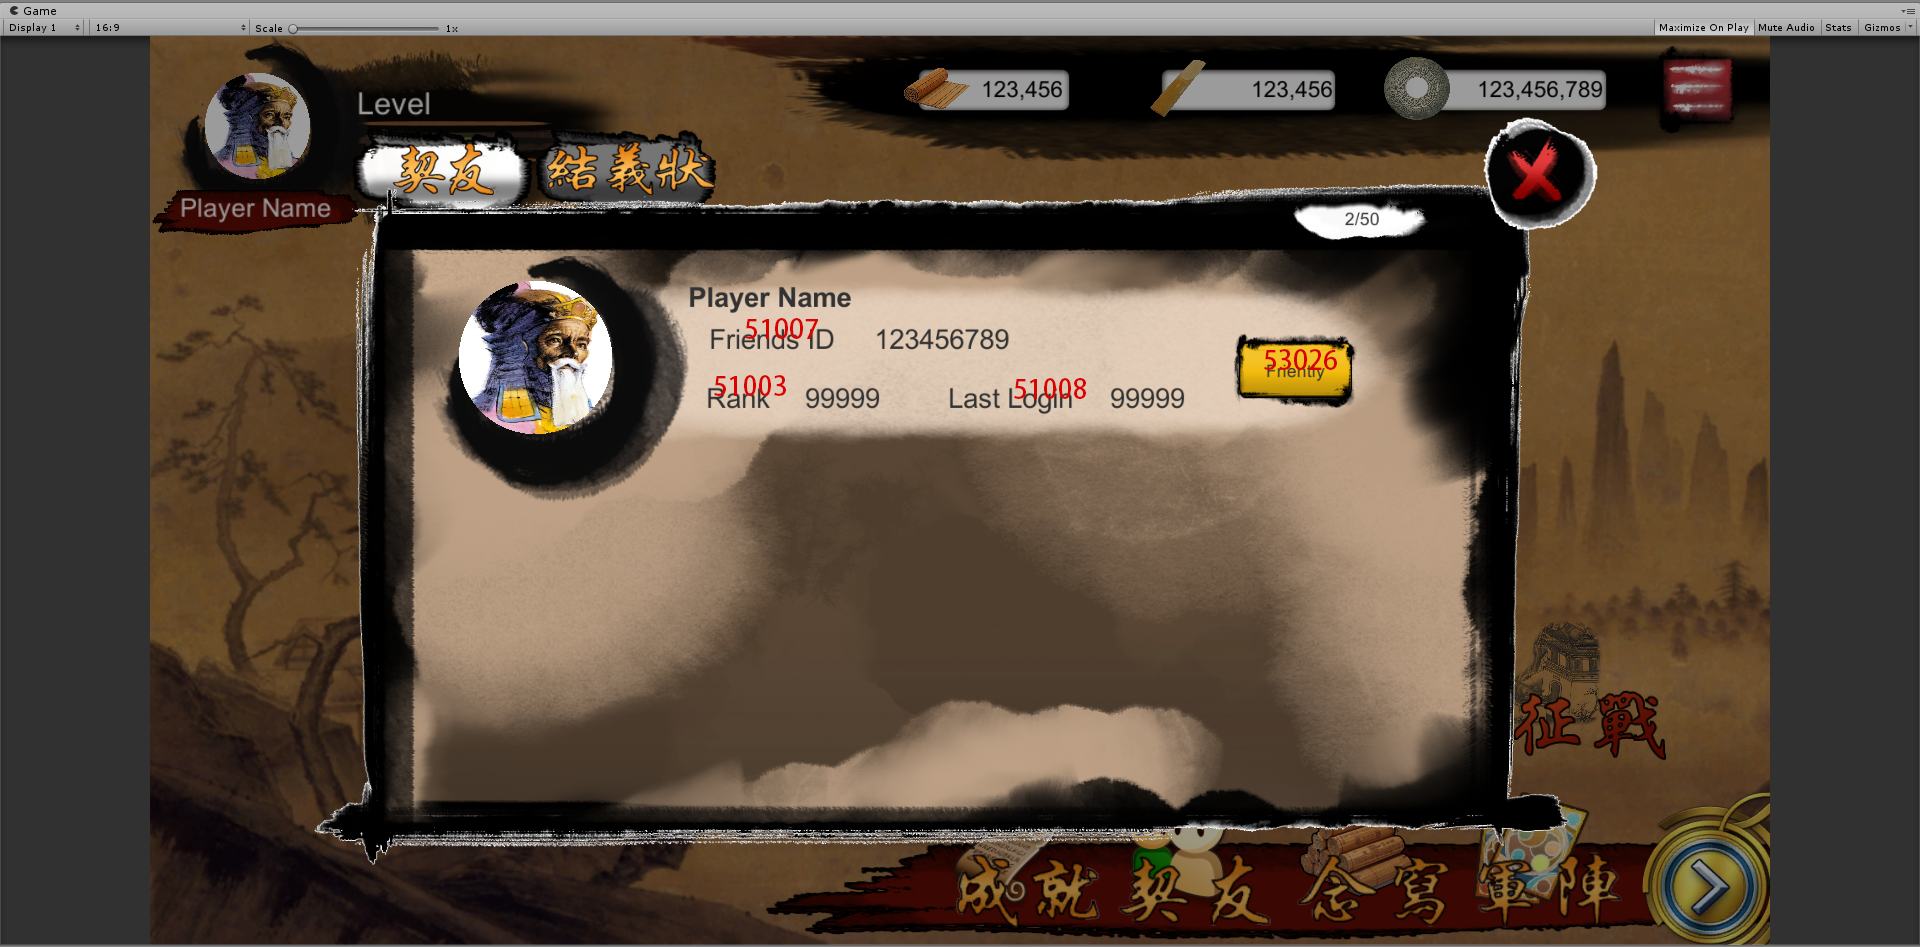 Game
Display 1
16:9
Scale
1x
Maximize On Play
Mute Audio
Stats
Gizmos
Level
123,456
123,456
123,456,789
Player Name
契友
結義狀
2/50
Player Name
51007
Friends ID
123456789
51003
Rank
99999
51008
Last Login
99999
53026
Friently
征戰
成就
契友
念寫
軍陣